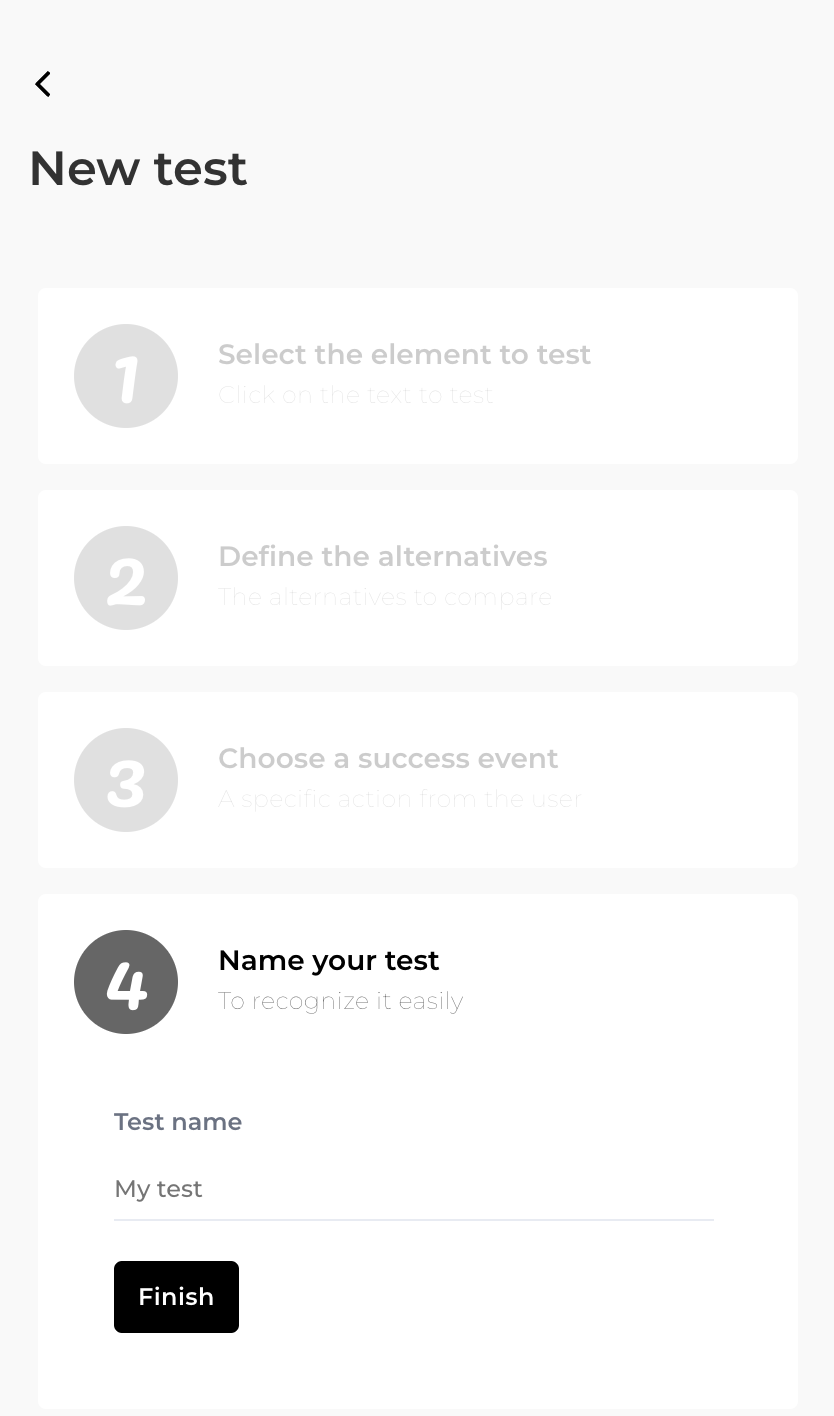 New test
1
Select the element to test
Click on the text to test
2
Define the alternatives
The alternatives to compare
3
Choose a success event
A specific action from the user
4
Name your test
To recognize it easily
Test name
My test
Finish